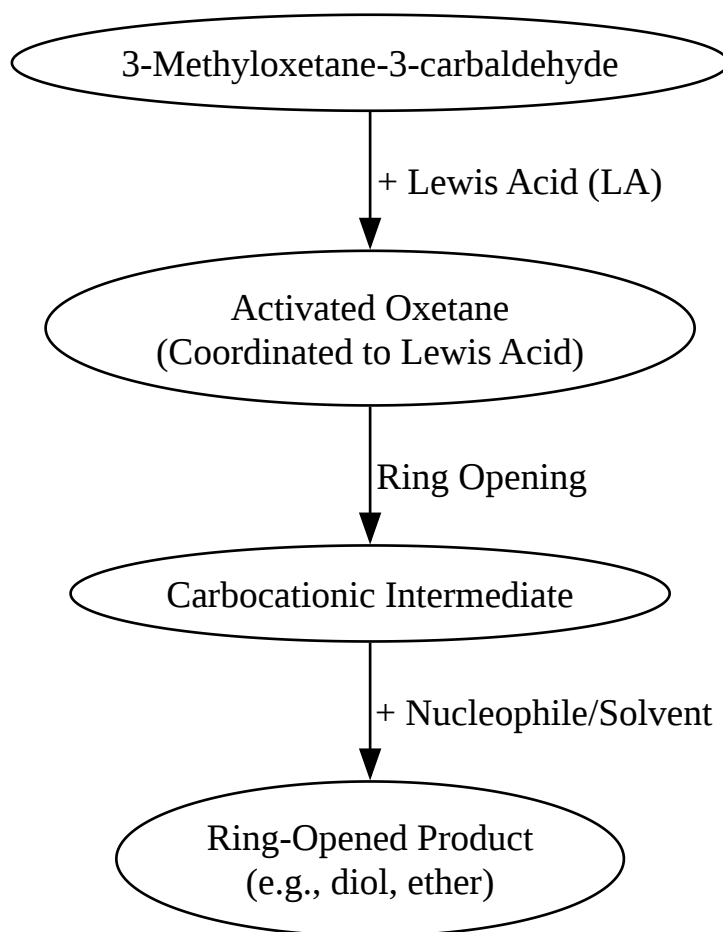 3-Methyloxetane-3-carbaldehyde
+ Lewis Acid (LA)
Activated Oxetane
(Coordinated to Lewis Acid)
Ring Opening
Carbocationic Intermediate
+ Nucleophile/Solvent
Ring-Opened Product
(e.g., diol, ether)